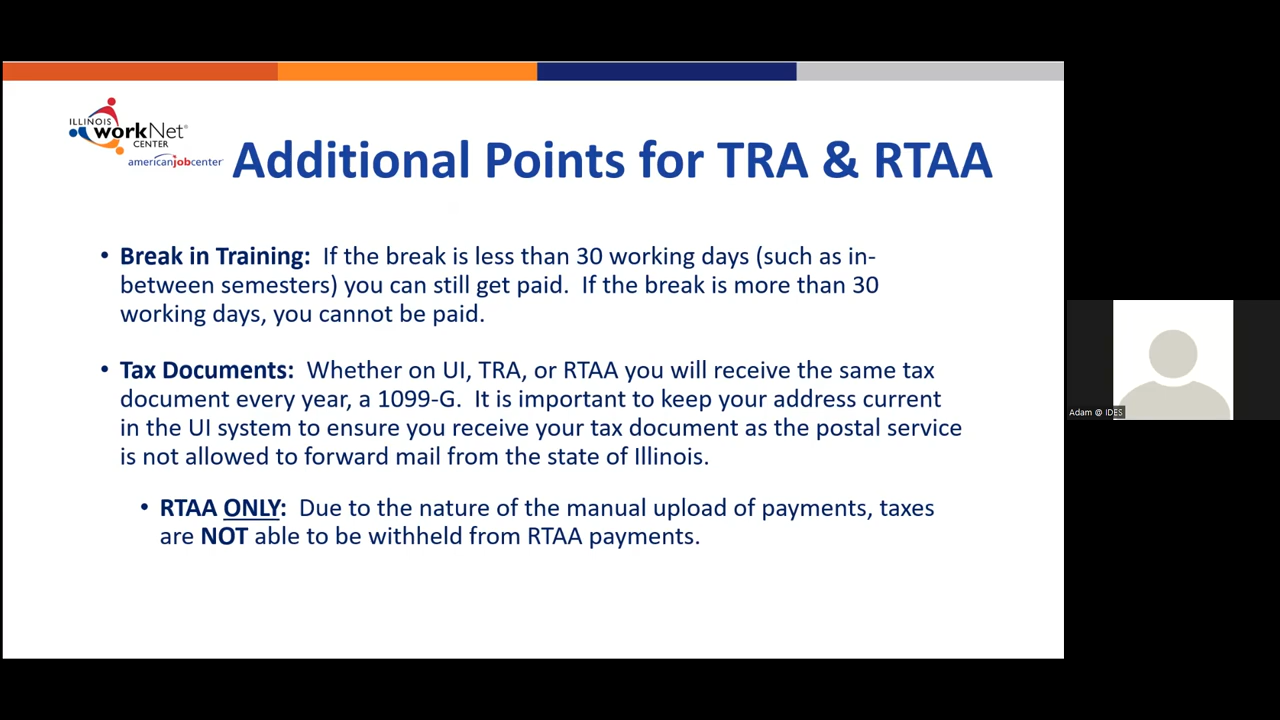 ILLINOIS
workNet®
CENTER
americanjobcenter
Additional Points for TRA & RTAA
• Break in Training:  If the break is less than 30 working days (such as in-
between semesters) you can still get paid.  If the break is more than 30
working days, you cannot be paid.
• Tax Documents:  Whether on UI, TRA, or RTAA you will receive the same tax
document every year, a 1099-G.  It is important to keep your address current
in the UI system to ensure you receive your tax document as the postal service
is not allowed to forward mail from the state of Illinois.
• RTAA ONLY:  Due to the nature of the manual upload of payments, taxes
are NOT able to be withheld from RTAA payments.
Adam @ IDES